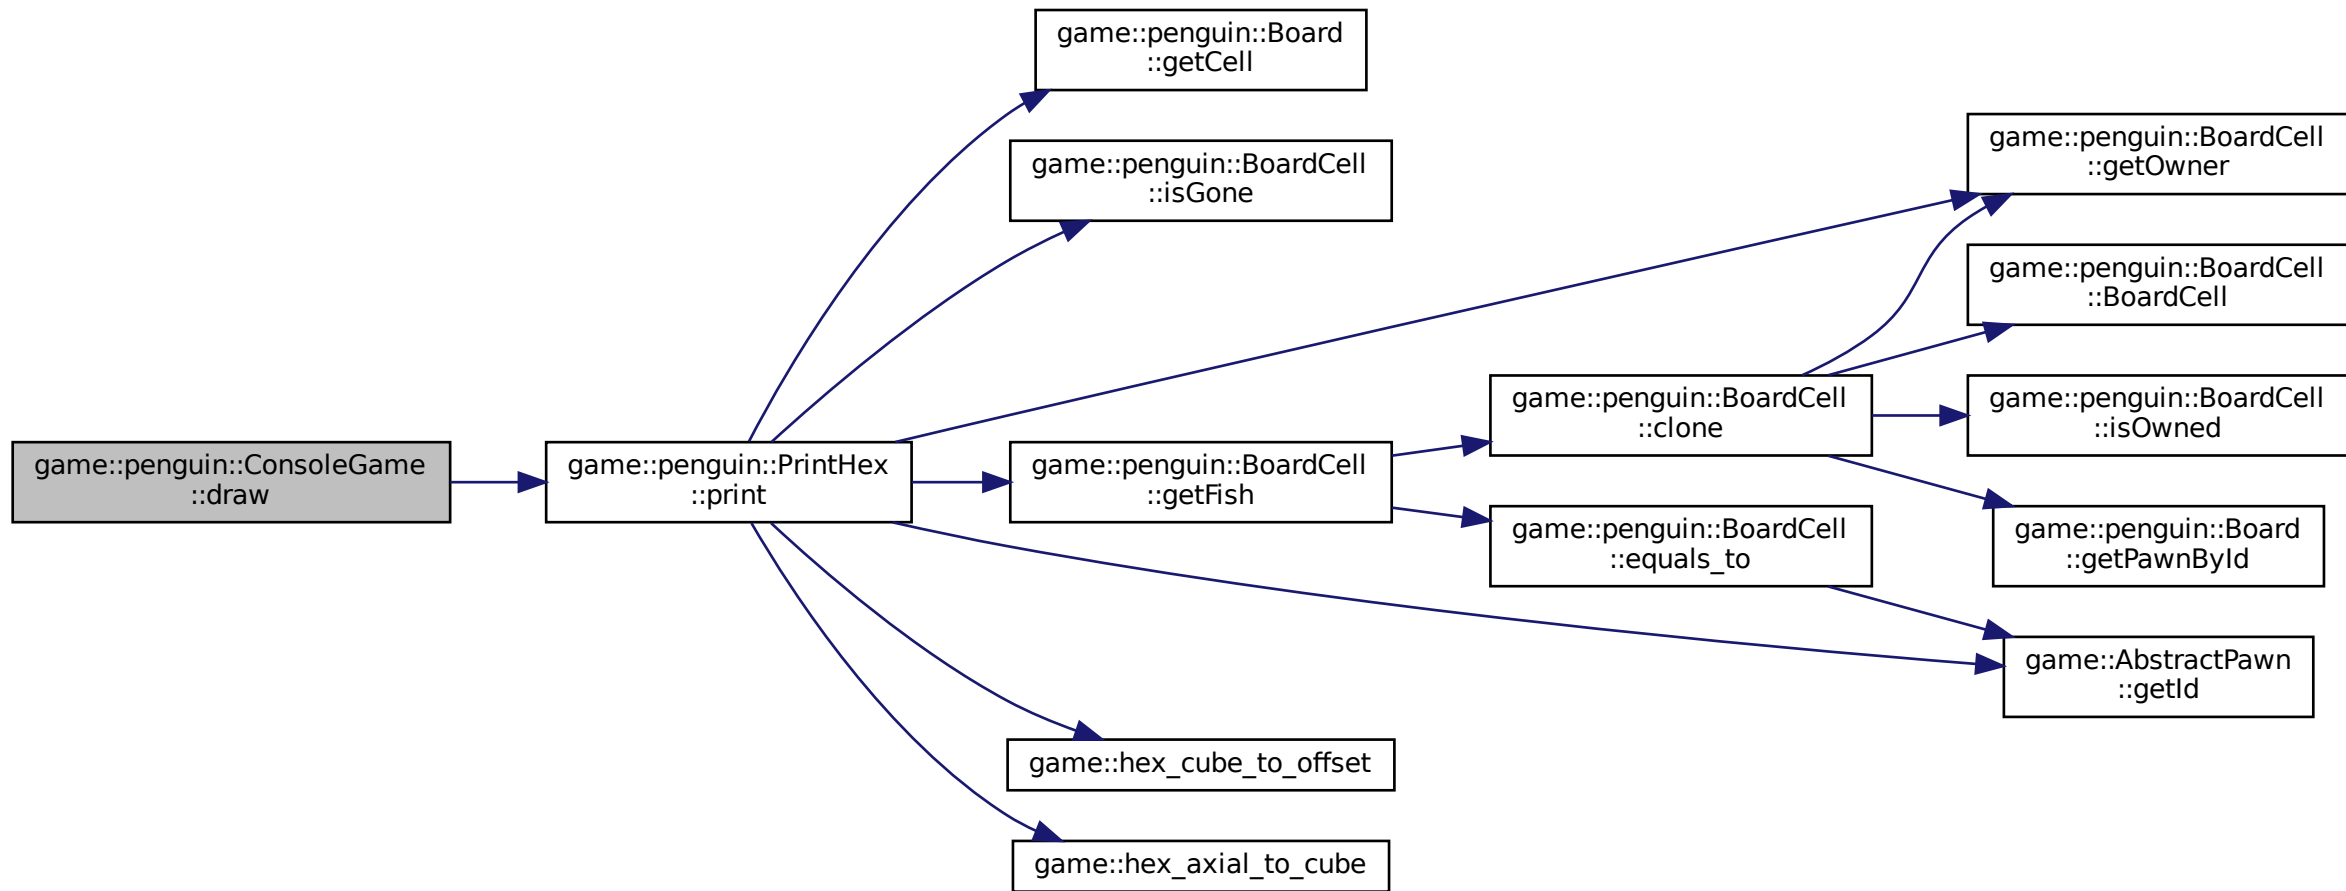 game::penguin::ConsoleGame
::draw
game::penguin::PrintHex
::print
game::penguin::Board
::getCell
game::penguin::BoardCell
::isGone
game::penguin::BoardCell
::getFish
game::hex_cube_to_offset
game::hex_axial_to_cube
game::penguin::BoardCell
::clone
game::penguin::BoardCell
::equals_to
game::penguin::BoardCell
::getOwner
game::penguin::BoardCell
::BoardCell
game::penguin::BoardCell
::isOwned
game::penguin::Board
::getPawnById
game::AbstractPawn
::getId